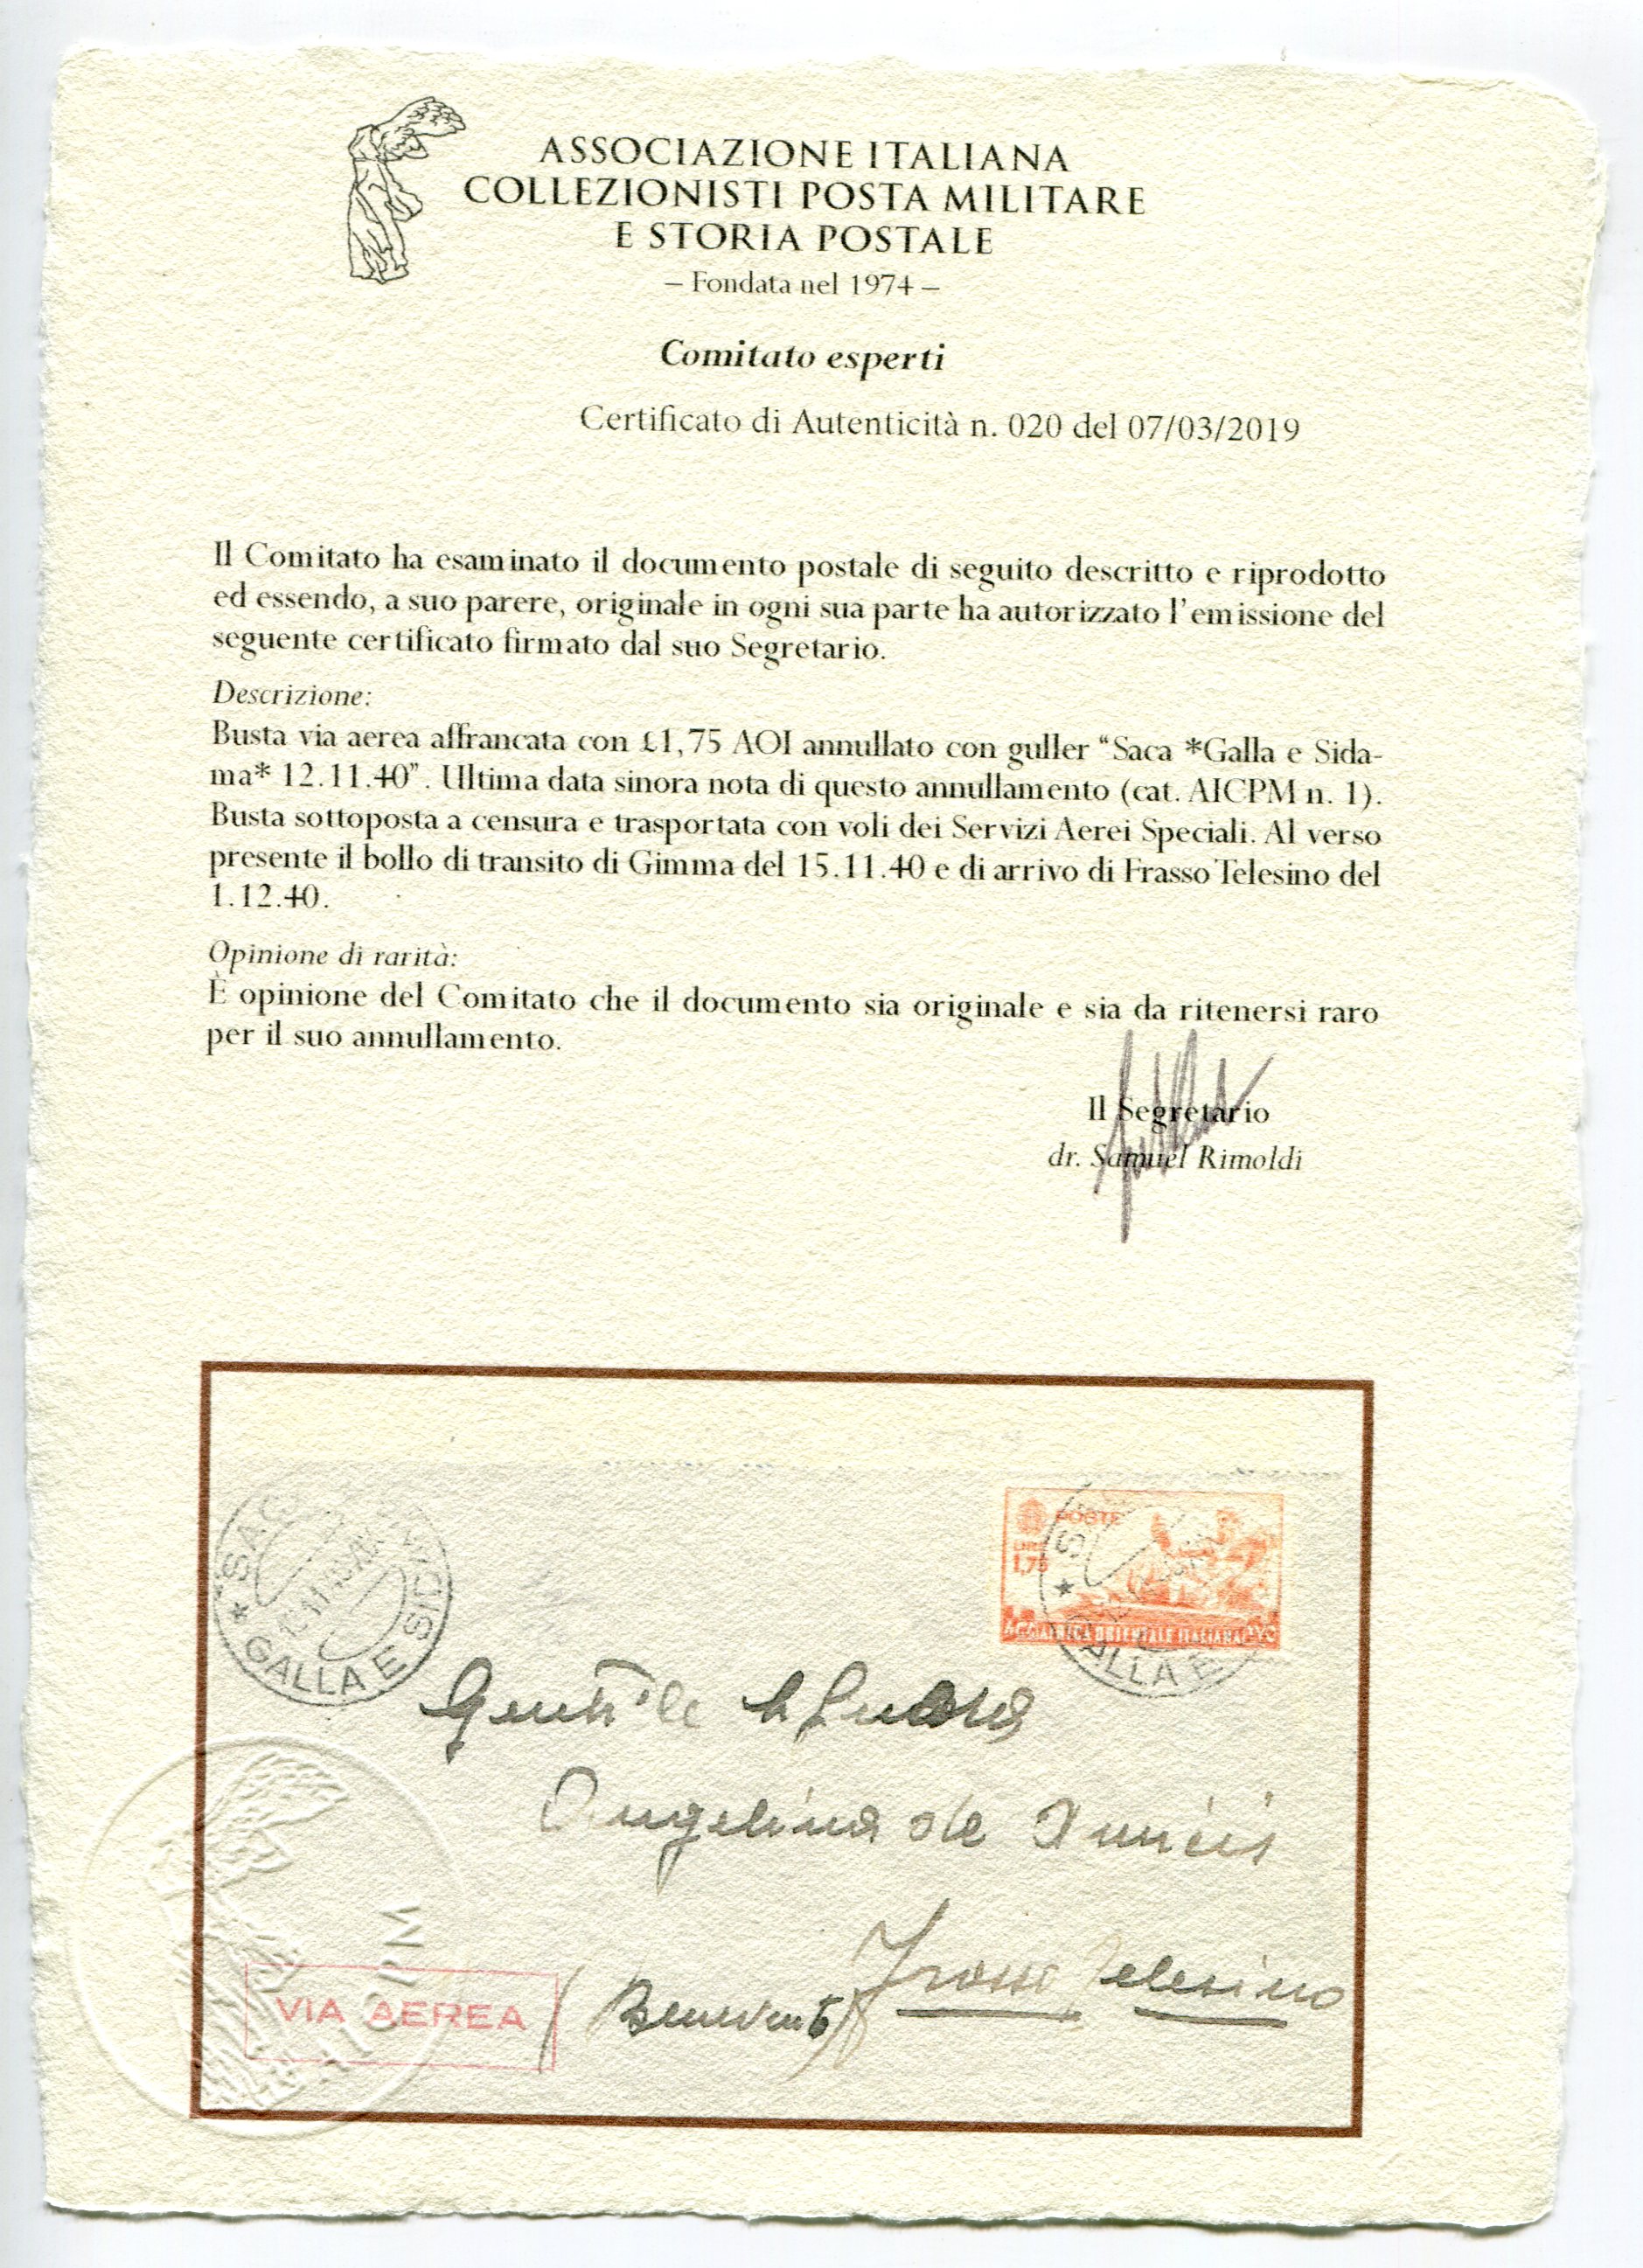 ASSOCIAZIONE ITALIANA
COLLEZIONISTI POSTA MILITARE
E STORIA POSTALE
– Fondata nel 1974 –
Comitato esperti
Certificato di Autenticità n. 020 del 07/03/2019
Il Comitato ha esaminato il documento postale di seguito descritto e riprodotto
ed essendo, a suo parere, originale in ogni sua parte ha autorizzato l'emissione del
seguente certificato firmato dal suo Segretario.
Descrizione:
Busta via aerea affrancata con £1,75 AOI annullato con guller “Saca *Galla e Sida-
ma* 12.11.40”. Ultima data sinora nota di questo annullamento (cat. AICPM n. 1).
Busta sottoposta a censura e trasportata con voli dei Servizi Aerei Speciali. Al verso
presente il bollo di transito di Gimma del 15.11.40 e di arrivo di Frasso Telesino del
1.12.40.
Opinione di rarità:
È opinione del Comitato che il documento sia originale e sia da ritenersi raro
per il suo annullamento.
Il Segretario
dr. Samuel Rimoldi
POSTE
LIRE
1,75
AFRICA ORIENTALE ITALIANA
* GALLA E SIDA
Gentile
Angelina de
Frasso Telesino
(Benevento)
VIA AEREA
AICPM